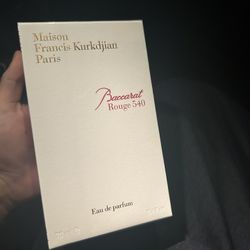 Maison
Francis Kurkdjian
Paris
Baccarat
Rouge 540
Eau de parfum